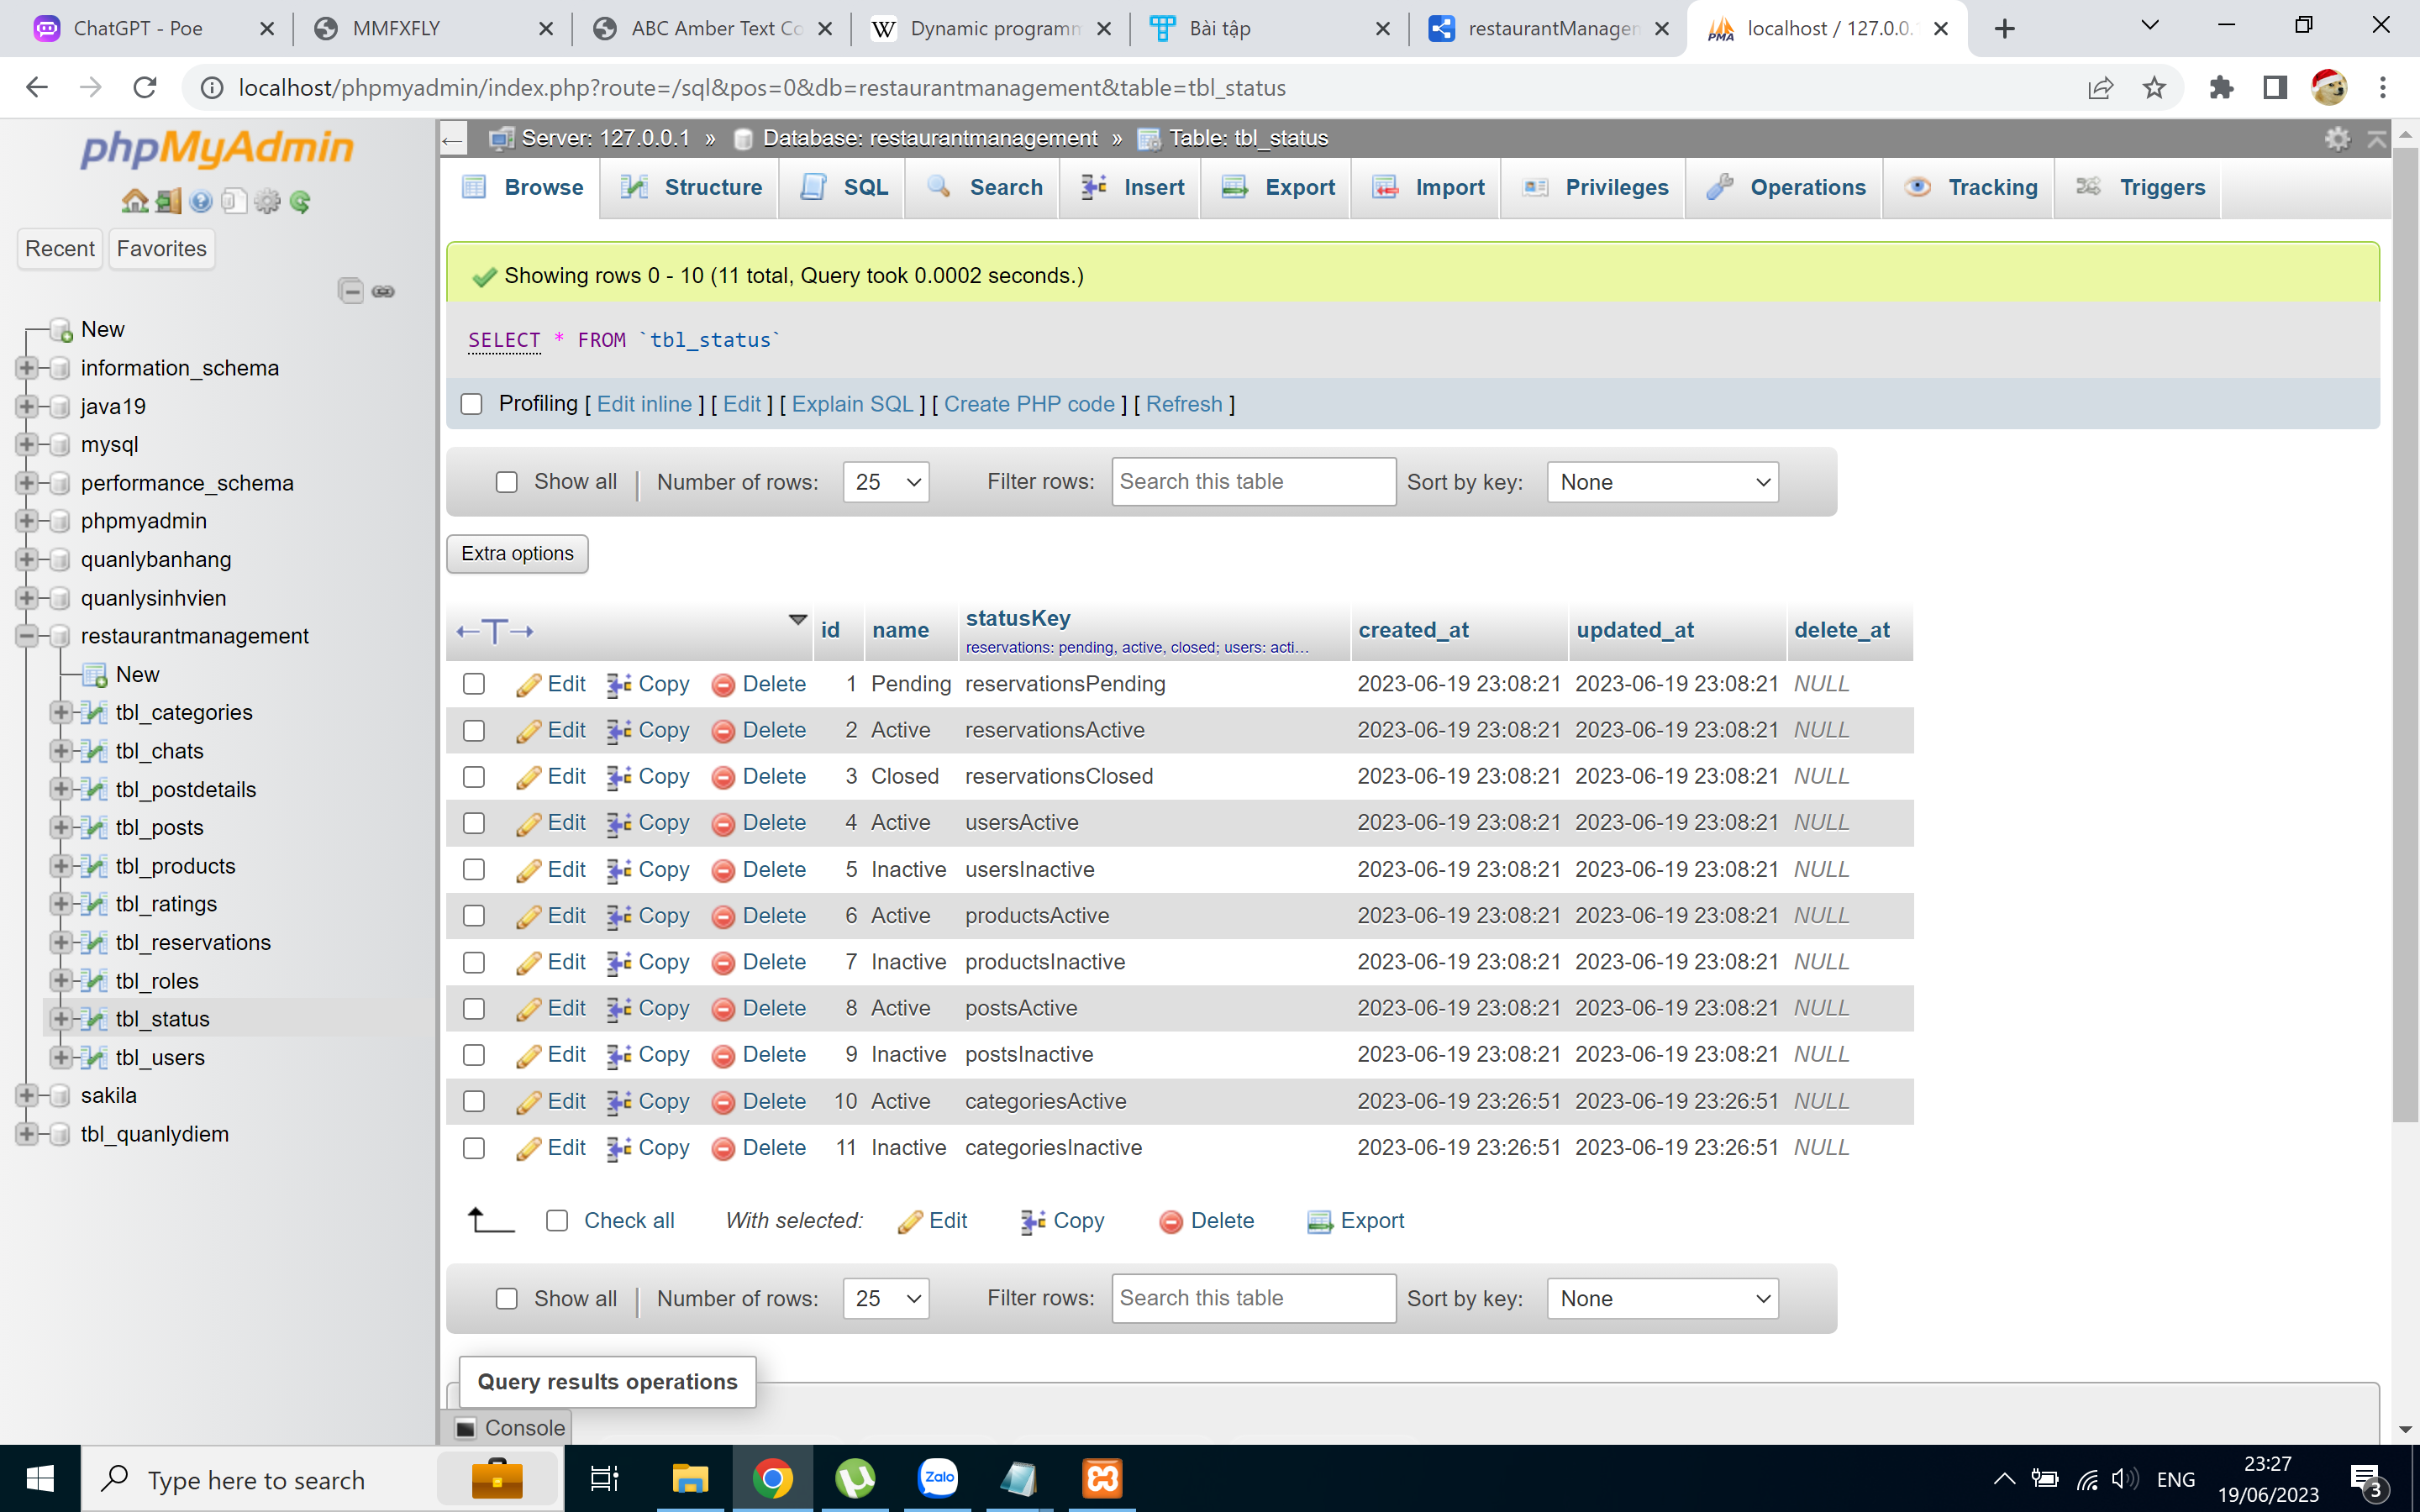 ChatGPT - Poe
MMFXFLY
ABC Amber Text Co
Dynamic programm
Bài tập
restaurantManagem
localhost / 127.0.0.1
localhost/phpmyadmin/index.php?route=/sql&pos=0&db=restaurantmanagement&table=tbl_status
phpMyAdmin
Recent Favorites
New
information_schema
java19
mysql
performance_schema
phpmyadmin
quanlybanhang
quanlysinhvien
restaurantmanagement
New
tbl_categories
tbl_chats
tbl_postdetails
tbl_posts
tbl_products
tbl_ratings
tbl_reservations
tbl_roles
tbl_status
tbl_users
sakila
tbl_quanlydiem
Server: 127.0.0.1 » Database: restaurantmanagement » Table: tbl_status
Browse Structure SQL Search Insert Export Import Privileges Operations Tracking Triggers
Showing rows 0 - 10 (11 total, Query took 0.0002 seconds.)
SELECT * FROM `tbl_status`
Profiling [ Edit inline ] [ Edit ] [ Explain SQL ] [ Create PHP code ] [ Refresh ]
Show all | Number of rows: 25 Filter rows: Search this table Sort by key: None
Extra options
id name statusKey created_at updated_at delete_at
reservations: pending, active, closed; users: acti...
Edit Copy Delete 1 Pending reservationsPending 2023-06-19 23:08:21 2023-06-19 23:08:21 NULL
Edit Copy Delete 2 Active reservationsActive 2023-06-19 23:08:21 2023-06-19 23:08:21 NULL
Edit Copy Delete 3 Closed reservationsClosed 2023-06-19 23:08:21 2023-06-19 23:08:21 NULL
Edit Copy Delete 4 Active usersActive 2023-06-19 23:08:21 2023-06-19 23:08:21 NULL
Edit Copy Delete 5 Inactive usersInactive 2023-06-19 23:08:21 2023-06-19 23:08:21 NULL
Edit Copy Delete 6 Active productsActive 2023-06-19 23:08:21 2023-06-19 23:08:21 NULL
Edit Copy Delete 7 Inactive productsInactive 2023-06-19 23:08:21 2023-06-19 23:08:21 NULL
Edit Copy Delete 8 Active postsActive 2023-06-19 23:08:21 2023-06-19 23:08:21 NULL
Edit Copy Delete 9 Inactive postsInactive 2023-06-19 23:08:21 2023-06-19 23:08:21 NULL
Edit Copy Delete 10 Active categoriesActive 2023-06-19 23:26:51 2023-06-19 23:26:51 NULL
Edit Copy Delete 11 Inactive categoriesInactive 2023-06-19 23:26:51 2023-06-19 23:26:51 NULL
Check all With selected: Edit Copy Delete Export
Show all | Number of rows: 25 Filter rows: Search this table Sort by key: None
Query results operations
Console
Type here to search
Zalo
ENG
23:27
19/06/2023
3